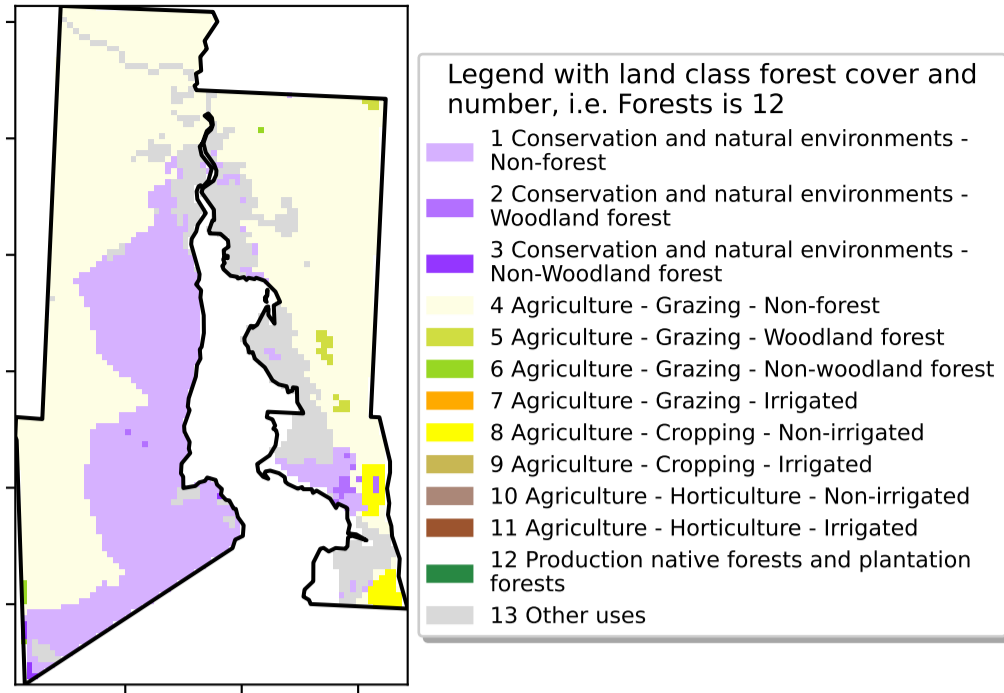 Legend with land class forest cover and
number, i.e. Forests is 12
1 Conservation and natural environments -
Non-forest
2 Conservation and natural environments -
Woodland forest
3 Conservation and natural environments -
Non-Woodland forest
4 Agriculture - Grazing - Non-forest
5 Agriculture - Grazing - Woodland forest
6 Agriculture - Grazing - Non-woodland forest
7 Agriculture - Grazing - Irrigated
8 Agriculture - Cropping - Non-irrigated
9 Agriculture - Cropping - Irrigated
10 Agriculture - Horticulture - Non-irrigated
11 Agriculture - Horticulture - Irrigated
12 Production native forests and plantation
forests
13 Other uses